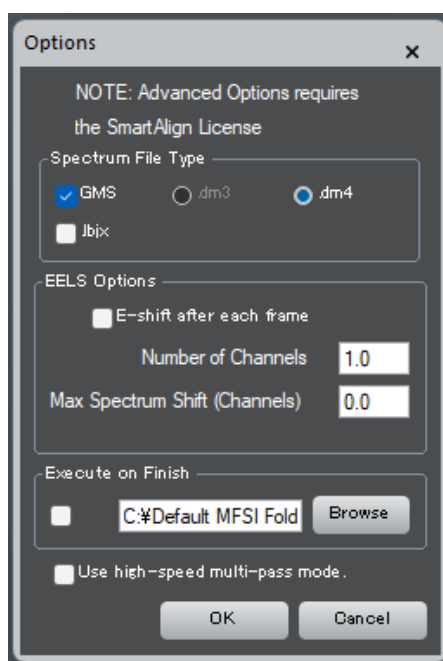 Options
NOTE: Advanced Options requires
the SmartAlign License
Spectrum File Type
GMS .dm3 .dm4
.lbjx
EELS Options
E-shift after each frame
Number of Channels 1.0
Max Spectrum Shift (Channels) 0.0
Execute on Finish
C:¥Default MFSI Fold Browse
Use high-speed multi-pass mode.
OK Cancel